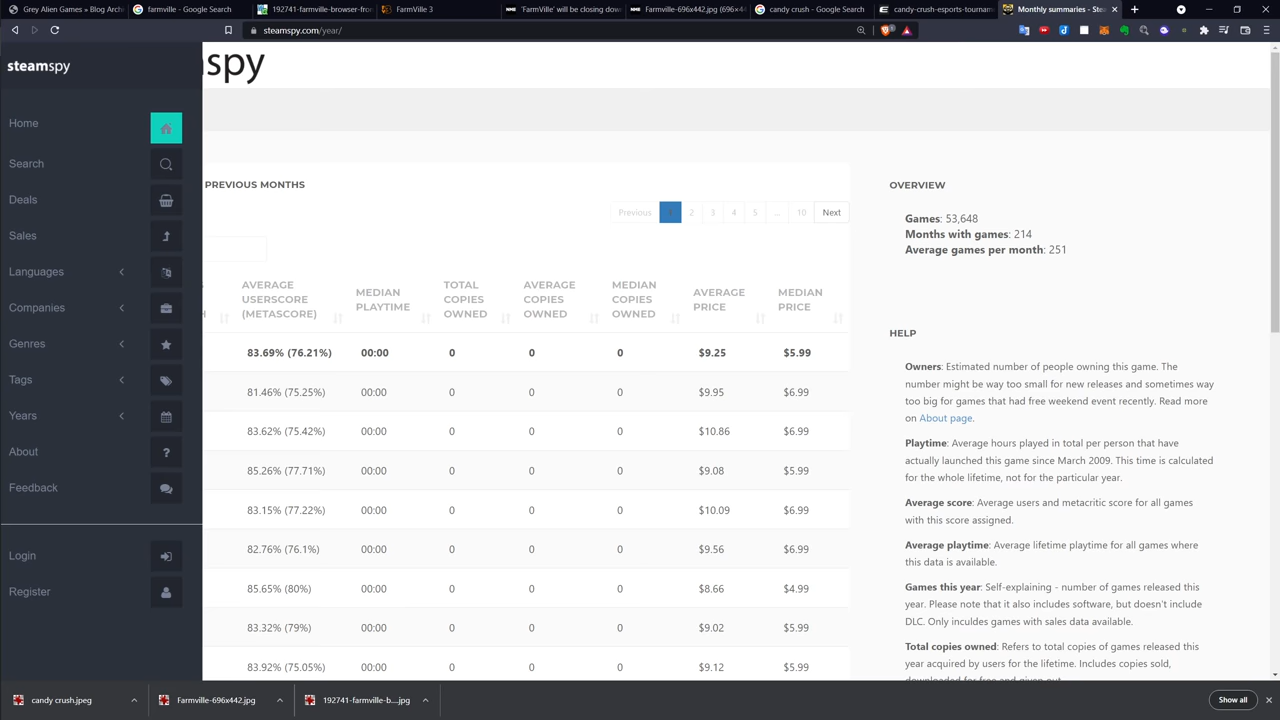 Grey Alien Games - Blog Archi
farmville - Google Search
192741-farmville-browser-fron
FarmVille 3
'FarmVille' will be closing dow
Farmville-696x442.jpg (696×44
candy crush - Google Search
candy-crush-esports-tournam
Monthly summaries - Stea
steamspy.com/year/
steamspy
spy
Home
Search
Deals
Sales
Languages
Companies
Genres
Tags
Years
About
Feedback
Login
Register
PREVIOUS MONTHS
Previous 1 2 3 4 5 ... 10 Next
AVERAGE USERSCORE (METASCORE)
MEDIAN PLAYTIME
TOTAL COPIES OWNED
AVERAGE COPIES OWNED
MEDIAN COPIES OWNED
AVERAGE PRICE
MEDIAN PRICE
83.69% (76.21%) 00:00 0 0 0 $9.25 $5.99
81.46% (75.25%) 00:00 0 0 0 $9.95 $6.99
83.62% (75.42%) 00:00 0 0 0 $10.86 $6.99
85.26% (77.71%) 00:00 0 0 0 $9.08 $5.99
83.15% (77.22%) 00:00 0 0 0 $10.09 $6.99
82.76% (76.1%) 00:00 0 0 0 $9.56 $6.99
85.65% (80%) 00:00 0 0 0 $8.66 $4.99
83.32% (79%) 00:00 0 0 0 $9.02 $5.99
83.92% (75.05%) 00:00 0 0 0 $9.12 $5.99
OVERVIEW
Games: 53,648
Months with games: 214
Average games per month: 251
HELP
Owners: Estimated number of people owning this game. The
number might be way too small for new releases and sometimes way
too big for games that had free weekend event recently. Read more
on About page.
Playtime: Average hours played in total per person that have
actually launched this game since March 2009. This time is calculated
for the whole lifetime, not for the particular year.
Average score: Average users and metacritic score for all games
with this score assigned.
Average playtime: Average lifetime playtime for all games where
this data is available.
Games this year: Self-explaining - number of games released this
year. Please note that it also includes software, but doesn't include
DLC. Only inculdes games with sales data available.
Total copies owned: Refers to total copies of games released this
year acquired by users for the lifetime. Includes copies sold,
downloaded for free and given out.
candy crush.jpeg
Farmville-696x442.jpg
192741-farmville-b....jpg
Show all